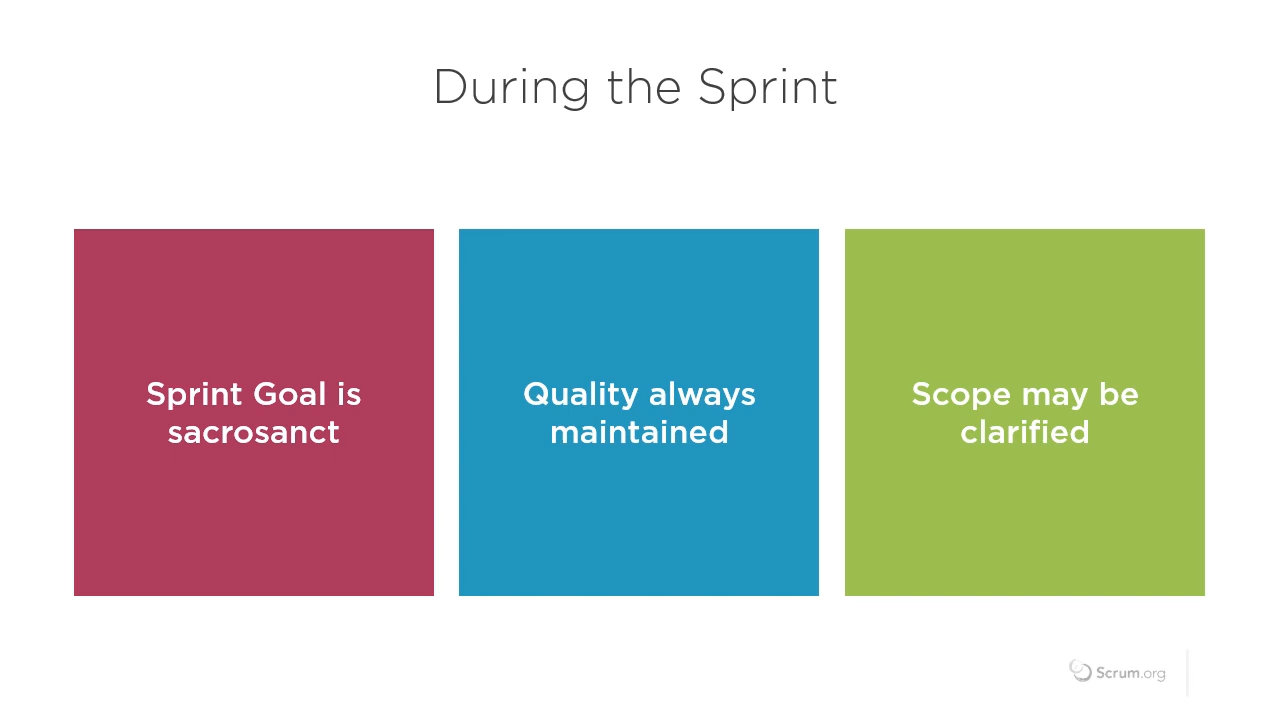 During the Sprint
Sprint Goal is
sacrosanct
Quality always
maintained
Scope may be
clarified
Scrum.org